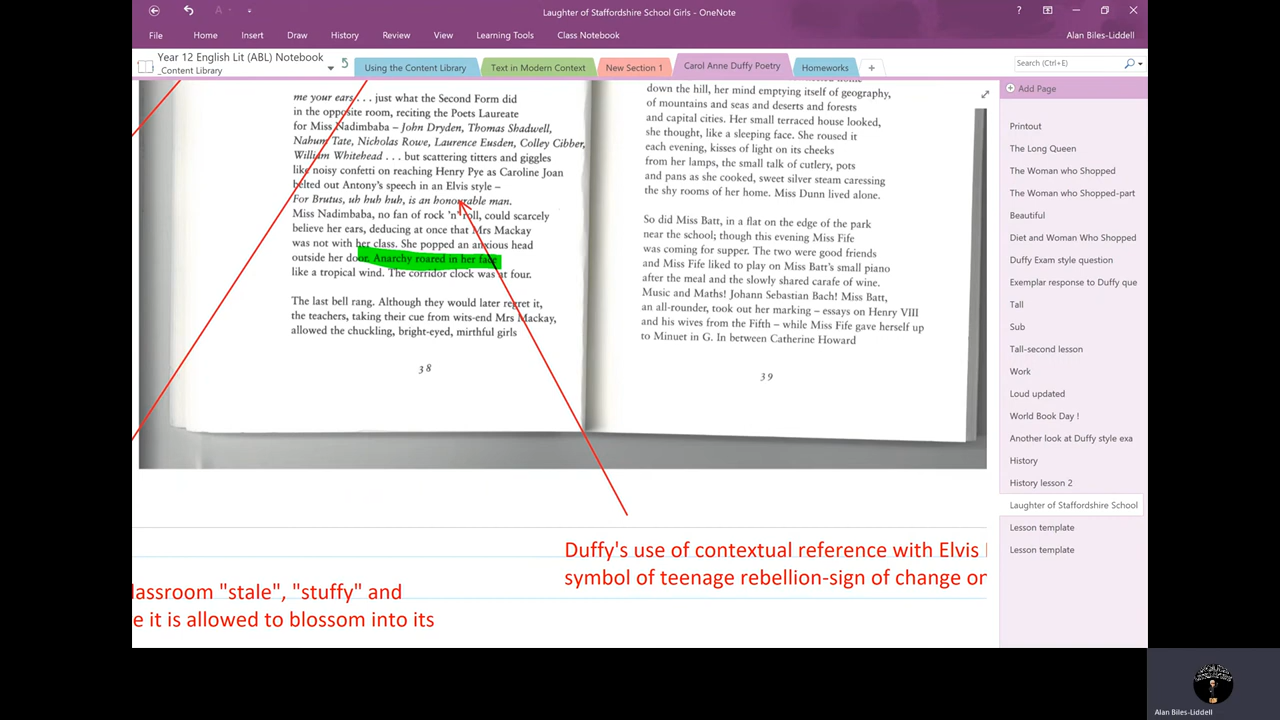 Laughter of Staffordshire School Girls - OneNote
Alan Biles-Liddell
File Home Insert Draw History Review View Learning Tools Class Notebook
Year 12 English Lit (ABL) Notebook
_Content Library
Using the Content Library
Text in Modern Context
New Section 1
Carol Anne Duffy Poetry
Homeworks
Search (Ctrl+E)
me your ears . . . just what the Second Form did
in the opposite room, reciting the Poets Laureate
for Miss Nadimbaba – John Dryden, Thomas Shadwell,
Nahum Tate, Nicholas Rowe, Laurence Eusden, Colley Cibber,
William Whitehead . . . but scattering titters and giggles
like noisy confetti on reaching Henry Pye as Caroline Joan
belted out Antony's speech in an Elvis style –
For Brutus, uh huh huh, is an honourable man.
Miss Nadimbaba, no fan of rock 'n' roll, could scarcely
believe her ears, deducing at once that Mrs Mackay
was not with her class. She popped an anxious head
outside her door. Anarchy roared in her face
like a tropical wind. The corridor clock was at four.
The last bell rang. Although they would later regret it,
the teachers, taking their cue from wits-end Mrs Mackay,
allowed the chuckling, bright-eyed, mirthful girls
38
down the hill, her mind emptying itself of geography,
of mountains and seas and deserts and forests
and capital cities. Her small terraced house looked,
she thought, like a sleeping face. She roused it
each evening, kisses of light on its cheeks
from her lamps, the small talk of cutlery, pots
and pans as she cooked, sweet silver steam caressing
the shy rooms of her home. Miss Dunn lived alone.
So did Miss Batt, in a flat on the edge of the park
near the school; though this evening Miss Fife
was coming for supper. The two were good friends
and Miss Fife liked to play on Miss Batt's small piano
after the meal and the slowly shared carafe of wine.
Music and Maths! Johann Sebastian Bach! Miss Batt,
an all-rounder, took out her marking – essays on Henry VIII
and his wives from the Fifth – while Miss Fife gave herself up
to Minuet in G. In between Catherine Howard
39
Duffy's use of contextual reference with Elvis
symbol of teenage rebellion-sign of change on
lassroom "stale", "stuffy" and
e it is allowed to blossom into its
Add Page
Printout
The Long Queen
The Woman who Shopped
The Woman who Shopped-part
Beautiful
Diet and Woman Who Shopped
Duffy Exam style question
Exemplar response to Duffy que
Tall
Sub
Tall-second lesson
Work
Loud updated
World Book Day !
Another look at Duffy style exa
History
History lesson 2
Laughter of Staffordshire School
Lesson template
Lesson template
Alan Biles-Liddell